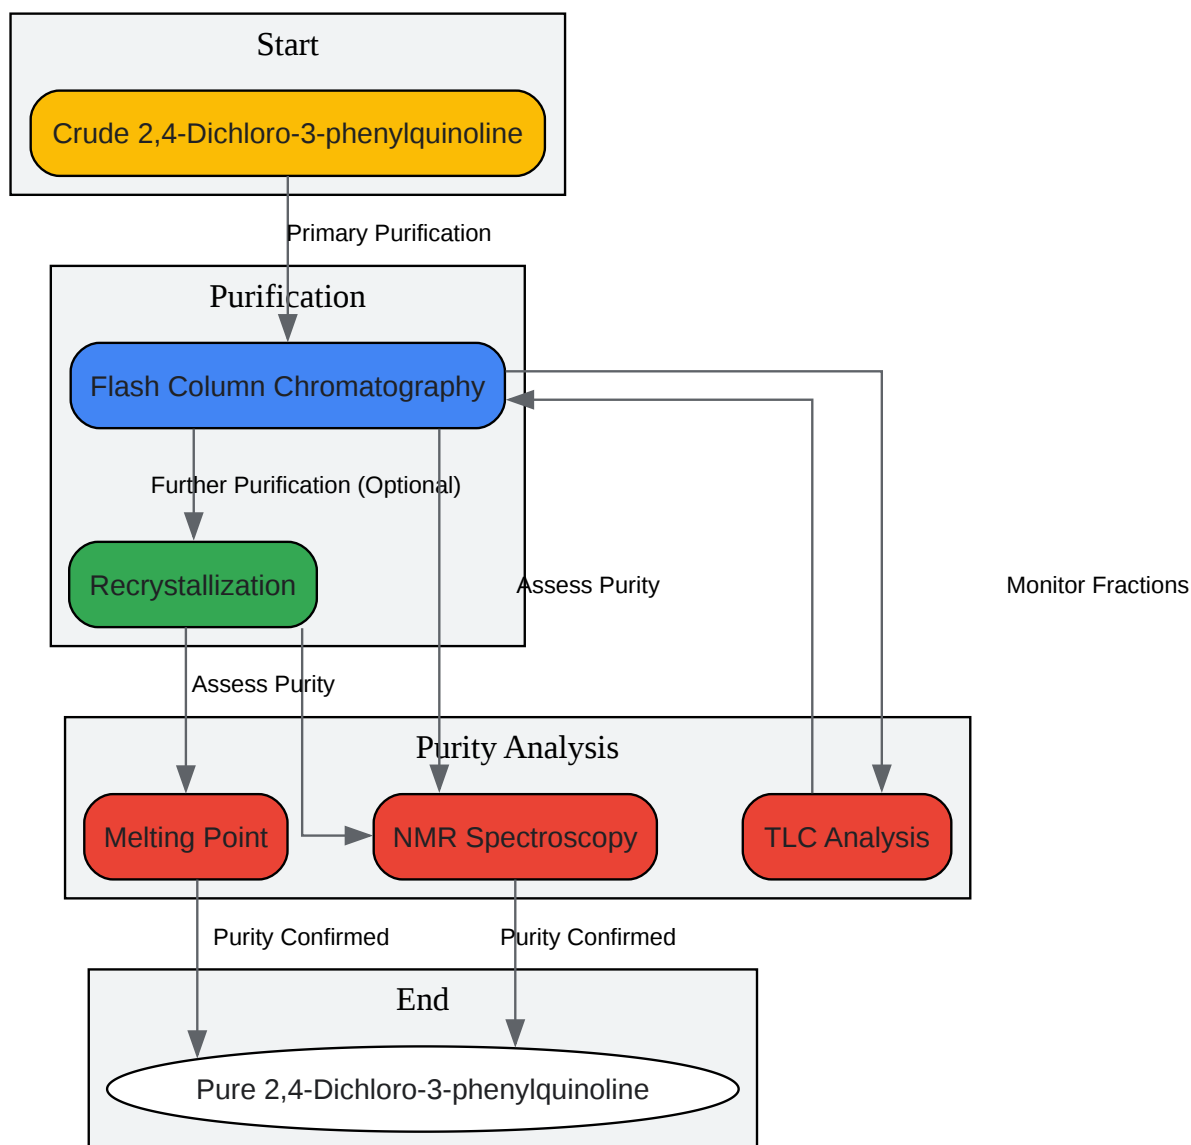 Start
Crude 2,4-Dichloro-3-phenylquinoline
Primary Purification
Purification
Flash Column Chromatography
Further Purification (Optional)
Recrystallization
Assess Purity
Monitor Fractions
Assess Purity
Purity Analysis
Melting Point
NMR Spectroscopy
TLC Analysis
Purity Confirmed
Purity Confirmed
End
Pure 2,4-Dichloro-3-phenylquinoline